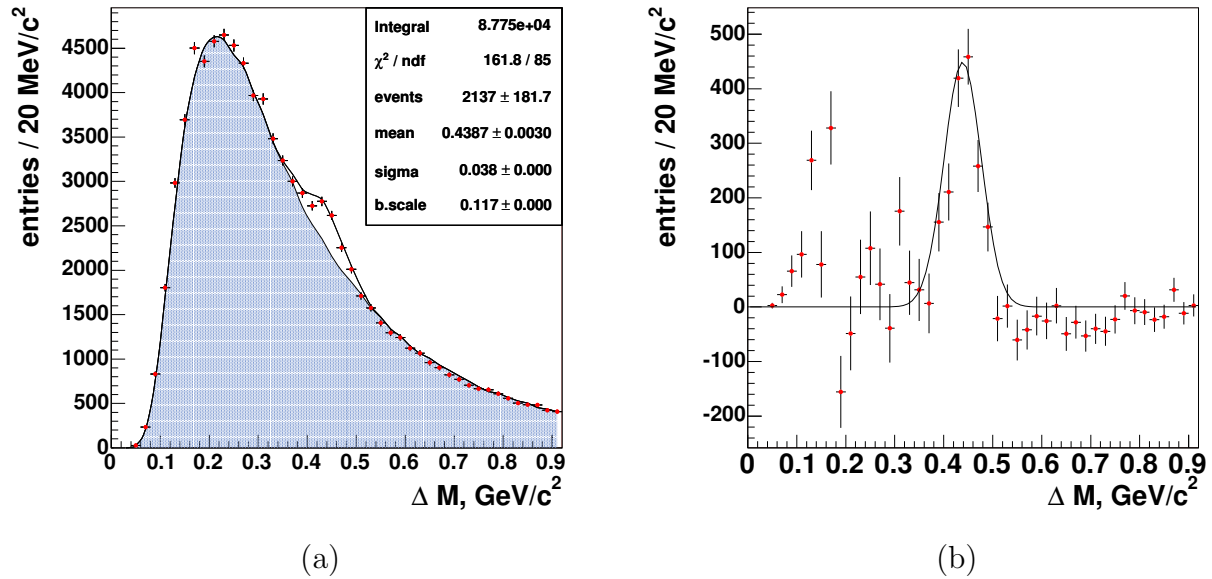 entries / 20 MeV/c²
4500
4000
3500
3000
2500
2000
1500
1000
500
0
0 0.1 0.2 0.3 0.4 0.5 0.6 0.7 0.8 0.9
Δ M, GeV/c²
Integral 8.775e+04
χ² / ndf 161.8 / 85
events 2137 ± 181.7
mean 0.4387 ± 0.0030
sigma 0.038 ± 0.000
b.scale 0.117 ± 0.000
(a)
entries / 20 MeV/c²
500
400
300
200
100
0
-100
-200
0 0.1 0.2 0.3 0.4 0.5 0.6 0.7 0.8 0.9
Δ M, GeV/c²
(b)